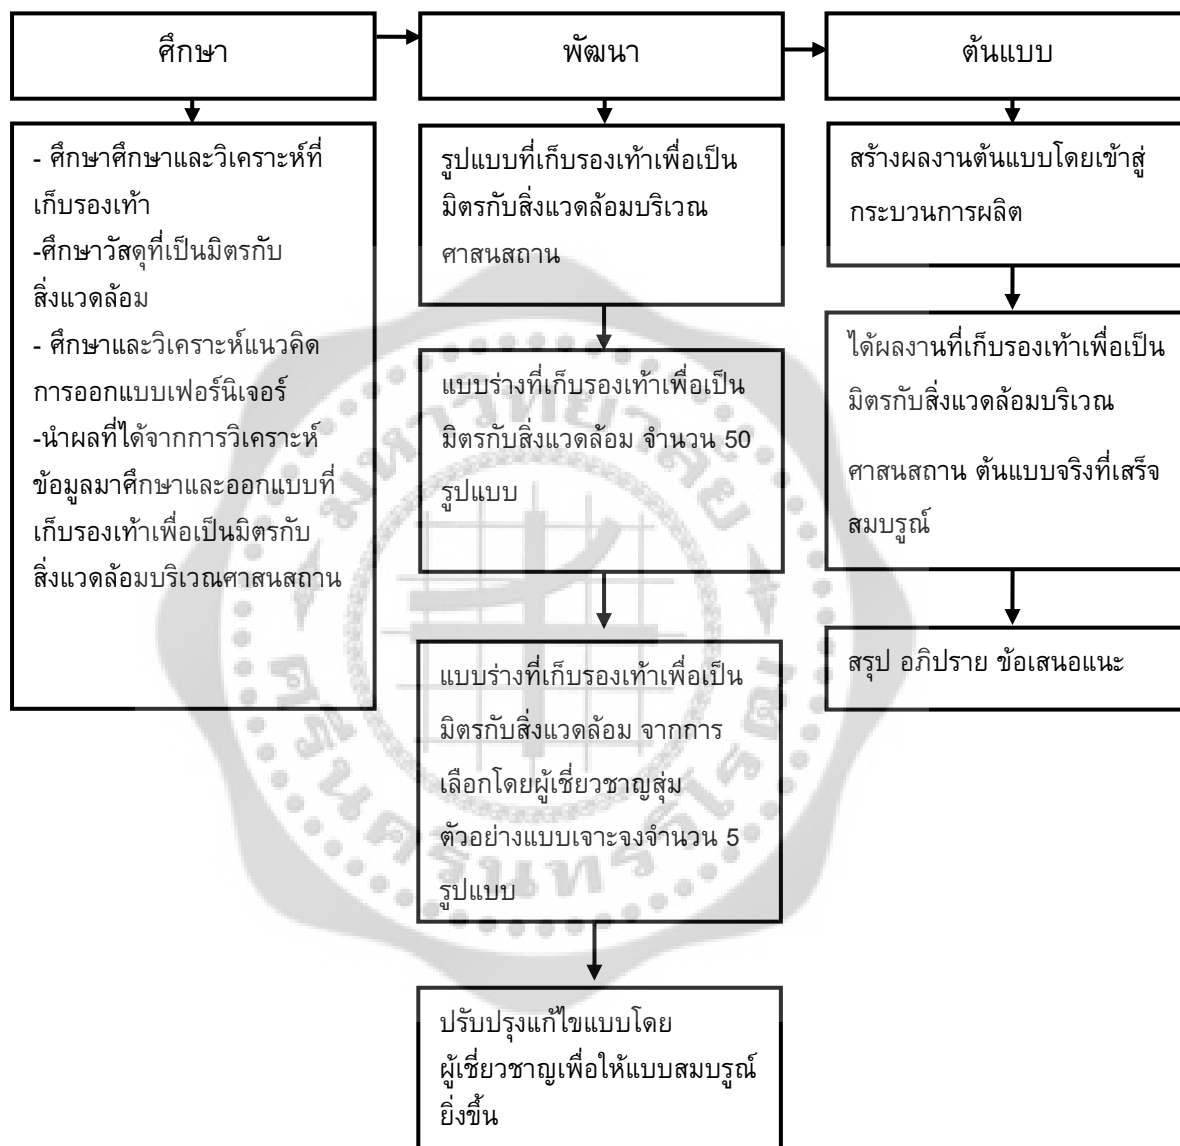 ศึกษา
พัฒนา
ต้นแบบ
- ศึกษาศึกษาและวิเคราะห์ที่
เก็บรองเท้า
-ศึกษาวัสดุที่เป็นมิตรกับ
สิ่งแวดล้อม
- ศึกษาและวิเคราะห์แนวคิด
การออกแบบเฟอร์นิเจอร์
-นำผลที่ได้จากการวิเคราะห์
ข้อมูลมาศึกษาและออกแบบที่
เก็บรองเท้าเพื่อเป็นมิตรกับ
สิ่งแวดล้อมบริเวณศาสนสถาน
รูปแบบที่เก็บรองเท้าเพื่อเป็น
มิตรกับสิ่งแวดล้อมบริเวณ
ศาสนสถาน
แบบร่างที่เก็บรองเท้าเพื่อเป็น
มิตรกับสิ่งแวดล้อม จำนวน 50
รูปแบบ
แบบร่างที่เก็บรองเท้าเพื่อเป็น
มิตรกับสิ่งแวดล้อม จากการ
เลือกโดยผู้เชี่ยวชาญสุ่ม
ตัวอย่างแบบเจาะจงจำนวน 5
รูปแบบ
ปรับปรุงแก้ไขแบบโดย
ผู้เชี่ยวชาญเพื่อให้แบบสมบรูณ์
ยิ่งขึ้น
สร้างผลงานต้นแบบโดยเข้าสู่
กระบวนการผลิต
ได้ผลงานที่เก็บรองเท้าเพื่อเป็น
มิตรกับสิ่งแวดล้อมบริเวณ
ศาสนสถาน ต้นแบบจริงที่เสร็จ
สมบรูณ์
สรุป อภิปราย ข้อเสนอแนะ
มหาวิทยาลัย
ศรีนครินทรวิโรฒ